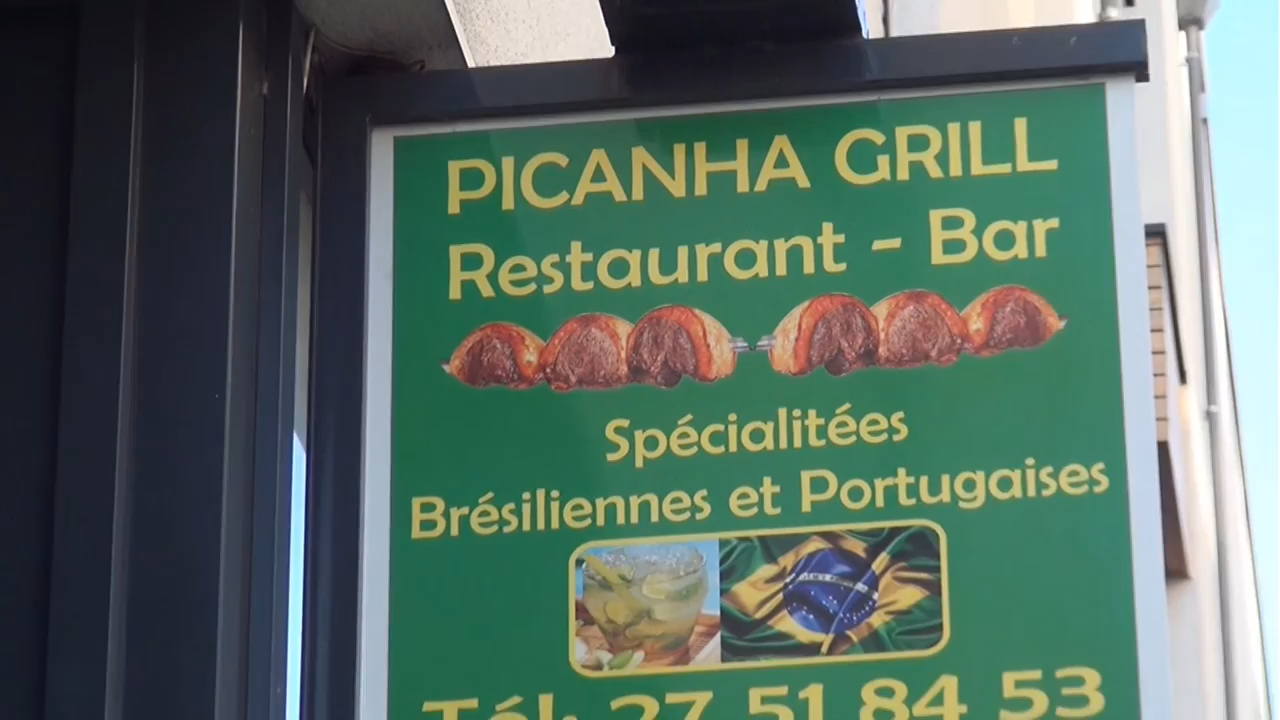 PICANHA GRILL
Restaurant - Bar
Spécialitées
Brésiliennes et Portugaises
Tél: 27 51 84 53